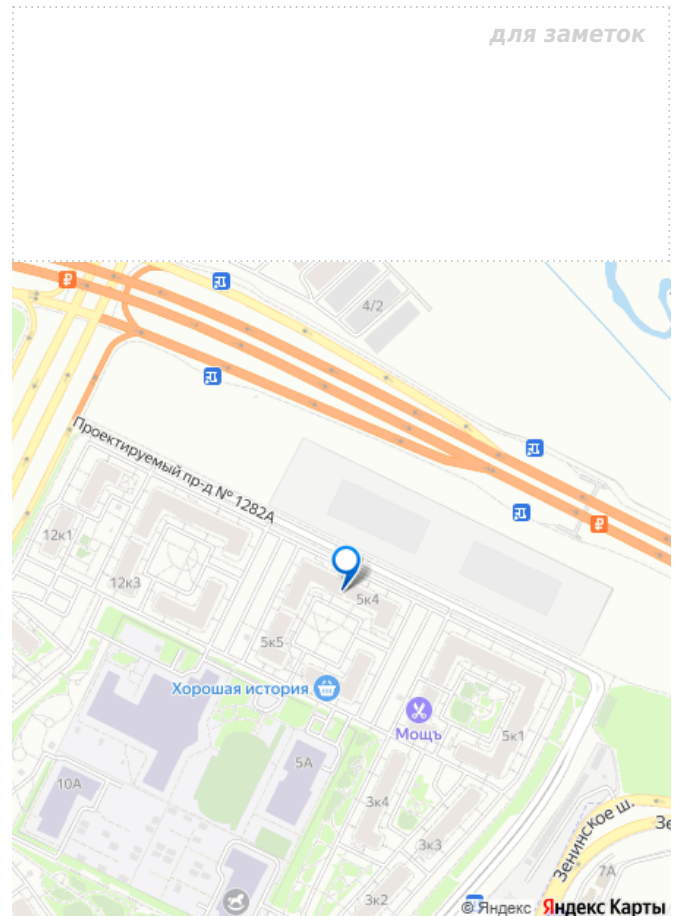 для заметок
4/2
Проектируемый пр-д № 1282А
12к1
12к3
5к4
5к5
Хорошая история
Мощъ
5к1
5А
10А
3к4
3к3
Зенинское ш.
Зе
7А
3к2
© Яндекс Яндекс Карты